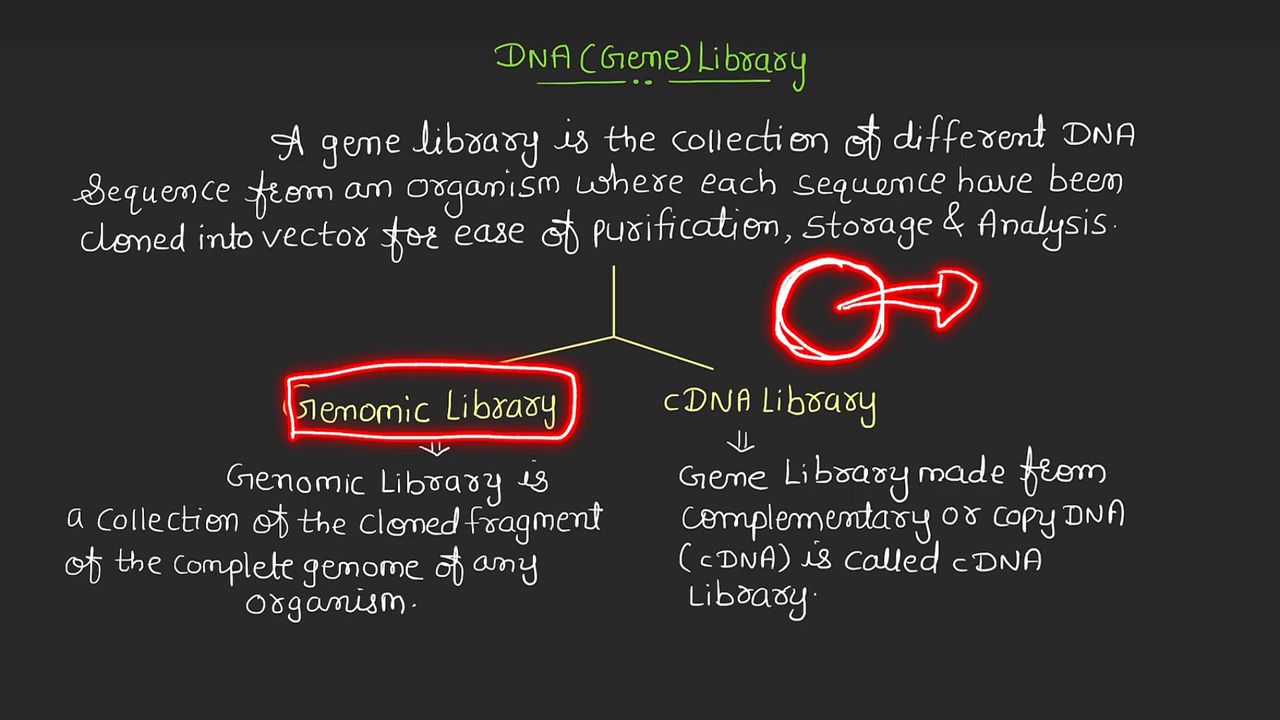 DNA (Gene) Library
A gene library is the collection of different DNA
Sequence from an organism where each sequence have been
cloned into vector for ease of purification, Storage & Analysis.
Genomic Library
cDNA Library
Genomic Library is
a collection of the cloned fragment
of the complete genome of any
organism.
Gene Library made from
complementary or copy DNA
(cDNA) is called cDNA
Library.